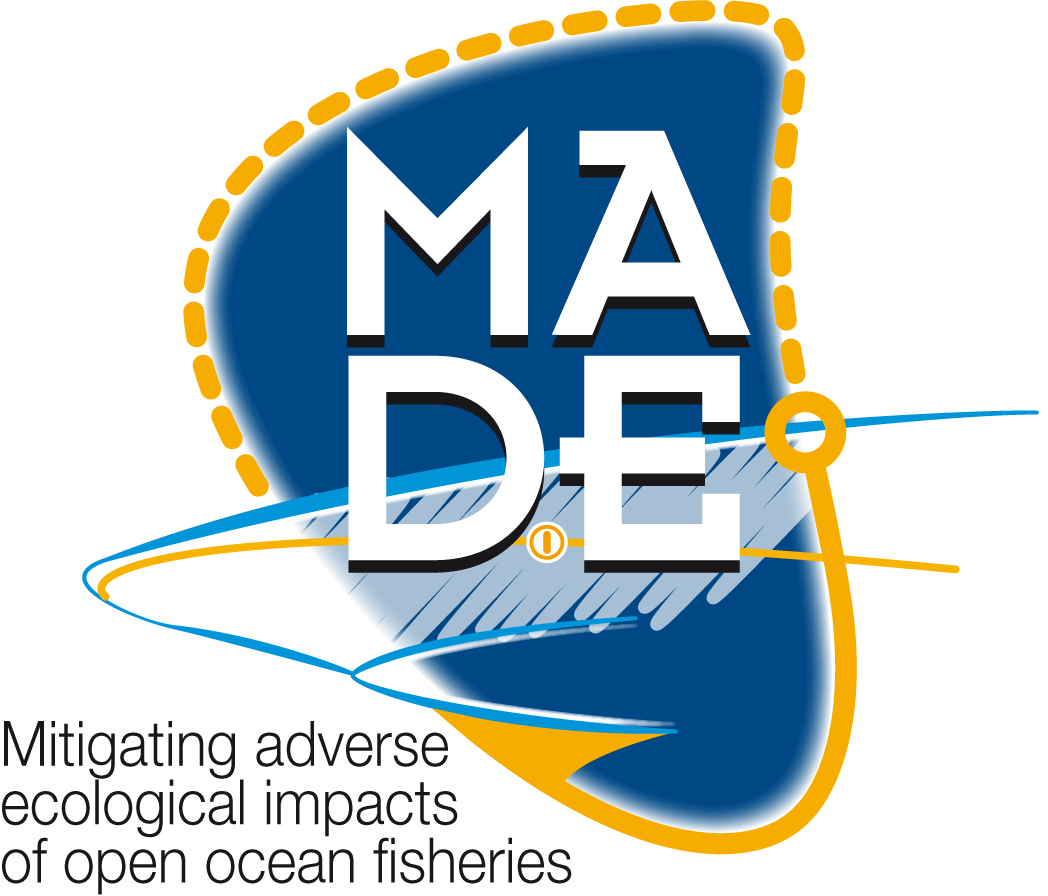 MA
DE
Mitigating adverse
ecological impacts
of open ocean fisheries